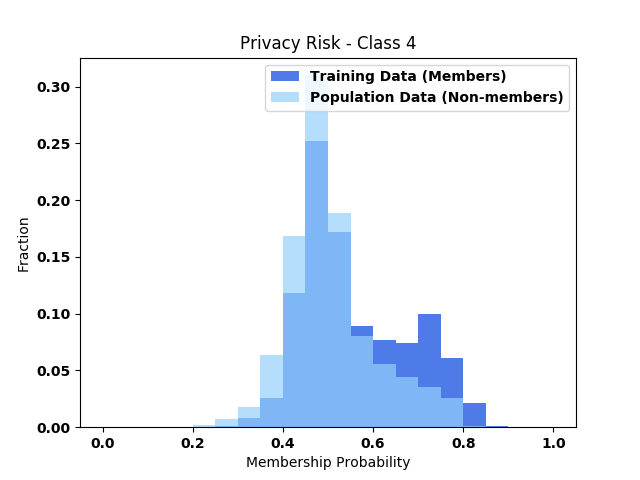 Privacy Risk - Class 4
Training Data (Members)
Population Data (Non-members)
0.30
0.25
0.20
0.15
0.10
0.05
0.00
Fraction
0.0 0.2 0.4 0.6 0.8 1.0
Membership Probability